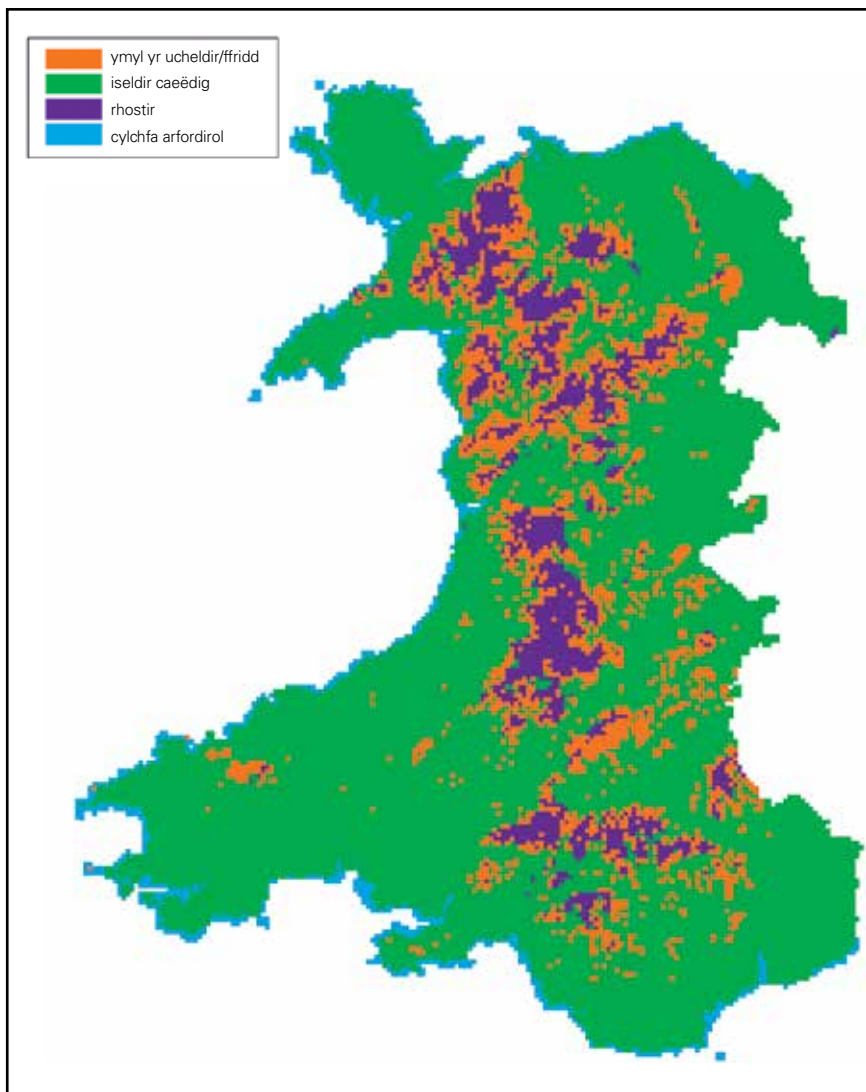 ymyl yr ucheldir/ffridd
iseldir caeëdig
rhostir
cylchfa arfordirol